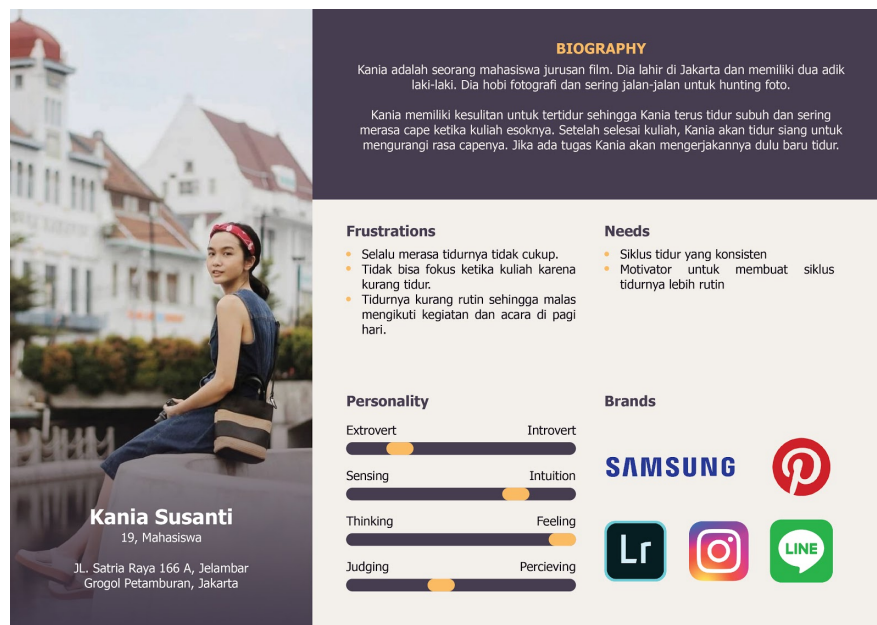 BIOGRAPHY
Kania adalah seorang mahasiswa jurusan film. Dia lahir di Jakarta dan memiliki dua adik
laki-laki. Dia hobi fotografi dan sering jalan-jalan untuk hunting foto.
Kania memiliki kesulitan untuk tertidur sehingga Kania terus tidur subuh dan sering
merasa cape ketika kuliah esoknya. Setelah selesai kuliah, Kania akan tidur siang untuk
mengurangi rasa capenya. Jika ada tugas Kania akan mengerjakannya dulu baru tidur.
Frustrations
Selalu merasa tidurnya tidak cukup.
Tidak bisa fokus ketika kuliah karena
kurang tidur.
Tidurnya kurang rutin sehingga malas
mengikuti kegiatan dan acara di pagi
hari.
Needs
Siklus tidur yang konsisten
Motivator untuk membuat siklus
tidurnya lebih rutin
Personality
Extrovert Introvert
Sensing Intuition
Thinking Feeling
Judging Percieving
Brands
SAMSUNG
Lr
LINE
Kania Susanti
19, Mahasiswa
JL. Satria Raya 166 A, Jelambar
Grogol Petamburan, Jakarta